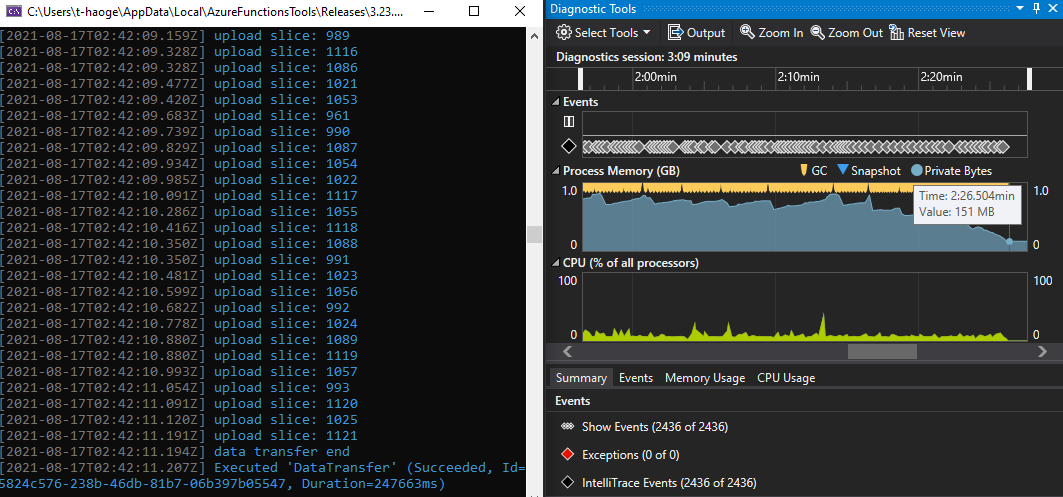 C:\Users\t-haoge\AppData\Local\AzureFunctionsTools\Releases\3.23....
[2021-08-17T02:42:09.159Z] upload slice: 989
[2021-08-17T02:42:09.328Z] upload slice: 1116
[2021-08-17T02:42:09.328Z] upload slice: 1086
[2021-08-17T02:42:09.477Z] upload slice: 1021
[2021-08-17T02:42:09.420Z] upload slice: 1053
[2021-08-17T02:42:09.683Z] upload slice: 961
[2021-08-17T02:42:09.739Z] upload slice: 990
[2021-08-17T02:42:09.829Z] upload slice: 1087
[2021-08-17T02:42:09.934Z] upload slice: 1054
[2021-08-17T02:42:09.985Z] upload slice: 1022
[2021-08-17T02:42:10.091Z] upload slice: 1117
[2021-08-17T02:42:10.286Z] upload slice: 1055
[2021-08-17T02:42:10.416Z] upload slice: 1118
[2021-08-17T02:42:10.350Z] upload slice: 1088
[2021-08-17T02:42:10.350Z] upload slice: 991
[2021-08-17T02:42:10.481Z] upload slice: 1023
[2021-08-17T02:42:10.599Z] upload slice: 1056
[2021-08-17T02:42:10.682Z] upload slice: 992
[2021-08-17T02:42:10.778Z] upload slice: 1024
[2021-08-17T02:42:10.880Z] upload slice: 1089
[2021-08-17T02:42:10.880Z] upload slice: 1119
[2021-08-17T02:42:10.993Z] upload slice: 1057
[2021-08-17T02:42:11.054Z] upload slice: 993
[2021-08-17T02:42:11.091Z] upload slice: 1120
[2021-08-17T02:42:11.120Z] upload slice: 1025
[2021-08-17T02:42:11.191Z] upload slice: 1121
[2021-08-17T02:42:11.194Z] data transfer end
[2021-08-17T02:42:11.207Z] Executed 'DataTransfer' (Succeeded, Id=
5824c576-238b-46db-81b7-06b397b05547, Duration=247663ms)
Diagnostic Tools
Select Tools Output Zoom In Zoom Out Reset View
Diagnostics session: 3:09 minutes
2:00min 2:10min 2:20min
Events
Process Memory (GB) GC Snapshot Private Bytes
1.0 1.0
Time: 2:26.504min
Value: 151 MB
0 0
CPU (% of all processors)
100 100
0 0
Summary Events Memory Usage CPU Usage
Events
Show Events (2436 of 2436)
Exceptions (0 of 0)
IntelliTrace Events (2436 of 2436)